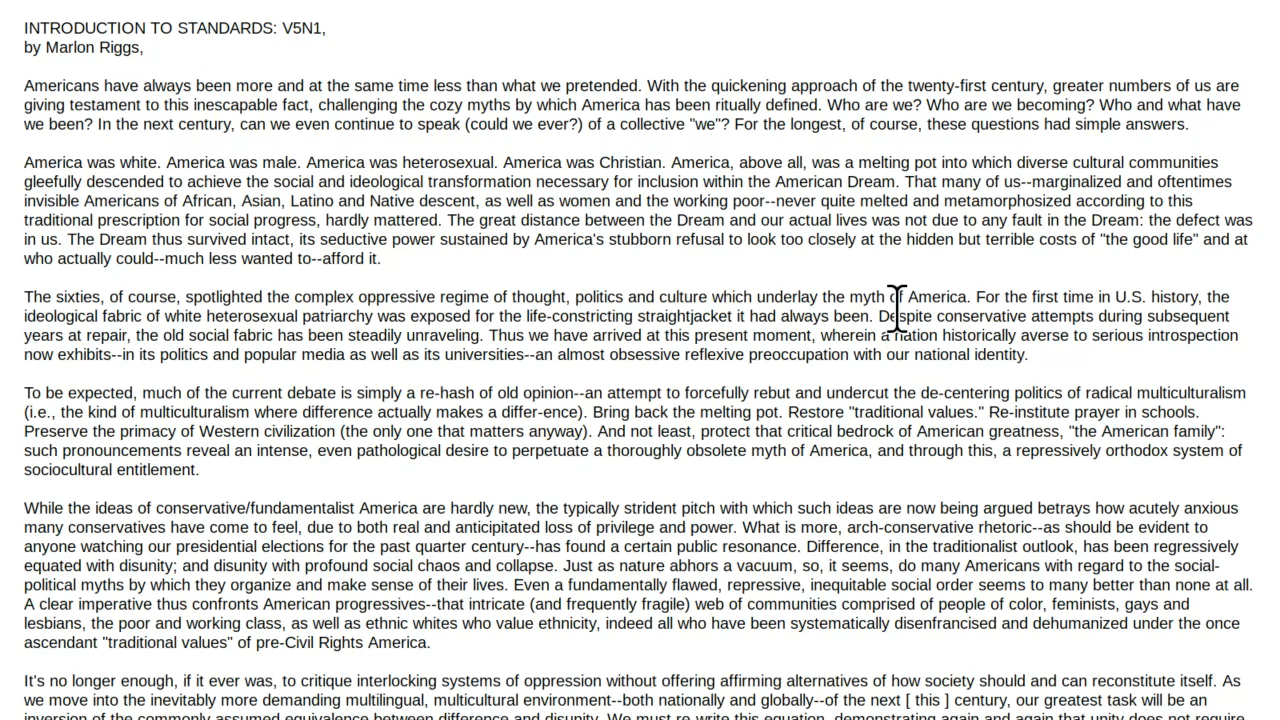 INTRODUCTION TO STANDARDS: V5N1,
by Marlon Riggs,
Americans have always been more and at the same time less than what we pretended. With the quickening approach of the twenty-first century, greater numbers of us are
giving testament to this inescapable fact, challenging the cozy myths by which America has been ritually defined. Who are we? Who are we becoming? Who and what have
we been? In the next century, can we even continue to speak (could we ever?) of a collective "we"? For the longest, of course, these questions had simple answers.
America was white. America was male. America was heterosexual. America was Christian. America, above all, was a melting pot into which diverse cultural communities
gleefully descended to achieve the social and ideological transformation necessary for inclusion within the American Dream. That many of us--marginalized and oftentimes
invisible Americans of African, Asian, Latino and Native descent, as well as women and the working poor--never quite melted and metamorphosized according to this
traditional prescription for social progress, hardly mattered. The great distance between the Dream and our actual lives was not due to any fault in the Dream: the defect was
in us. The Dream thus survived intact, its seductive power sustained by America's stubborn refusal to look too closely at the hidden but terrible costs of "the good life" and at
who actually could--much less wanted to--afford it.
The sixties, of course, spotlighted the complex oppressive regime of thought, politics and culture which underlay the myth of America. For the first time in U.S. history, the
ideological fabric of white heterosexual patriarchy was exposed for the life-constricting straightjacket it had always been. Despite conservative attempts during subsequent
years at repair, the old social fabric has been steadily unraveling. Thus we have arrived at this present moment, wherein a nation historically averse to serious introspection
now exhibits--in its politics and popular media as well as its universities--an almost obsessive reflexive preoccupation with our national identity.
To be expected, much of the current debate is simply a re-hash of old opinion--an attempt to forcefully rebut and undercut the de-centering politics of radical multiculturalism
(i.e., the kind of multiculturalism where difference actually makes a differ-ence). Bring back the melting pot. Restore "traditional values." Re-institute prayer in schools.
Preserve the primacy of Western civilization (the only one that matters anyway). And not least, protect that critical bedrock of American greatness, "the American family":
such pronouncements reveal an intense, even pathological desire to perpetuate a thoroughly obsolete myth of America, and through this, a repressively orthodox system of
sociocultural entitlement.
While the ideas of conservative/fundamentalist America are hardly new, the typically strident pitch with which such ideas are now being argued betrays how acutely anxious
many conservatives have come to feel, due to both real and anticipitated loss of privilege and power. What is more, arch-conservative rhetoric--as should be evident to
anyone watching our presidential elections for the past quarter century--has found a certain public resonance. Difference, in the traditionalist outlook, has been regressively
equated with disunity; and disunity with profound social chaos and collapse. Just as nature abhors a vacuum, so, it seems, do many Americans with regard to the social-
political myths by which they organize and make sense of their lives. Even a fundamentally flawed, repressive, inequitable social order seems to many better than none at all.
A clear imperative thus confronts American progressives--that intricate (and frequently fragile) web of communities comprised of people of color, feminists, gays and
lesbians, the poor and working class, as well as ethnic whites who value ethnicity, indeed all who have been systematically disenfrancised and dehumanized under the once
ascendant "traditional values" of pre-Civil Rights America.
It's no longer enough, if it ever was, to critique interlocking systems of oppression without offering affirming alternatives of how society should and can reconstitute itself. As
we move into the inevitably more demanding multilingual, multicultural environment--both nationally and globally--of the next [ this ] century, our greatest task will be an
inversion of the commonly assumed equivalence between difference and disunity. We must re-write this equation, demonstrating again and again that unity does not require